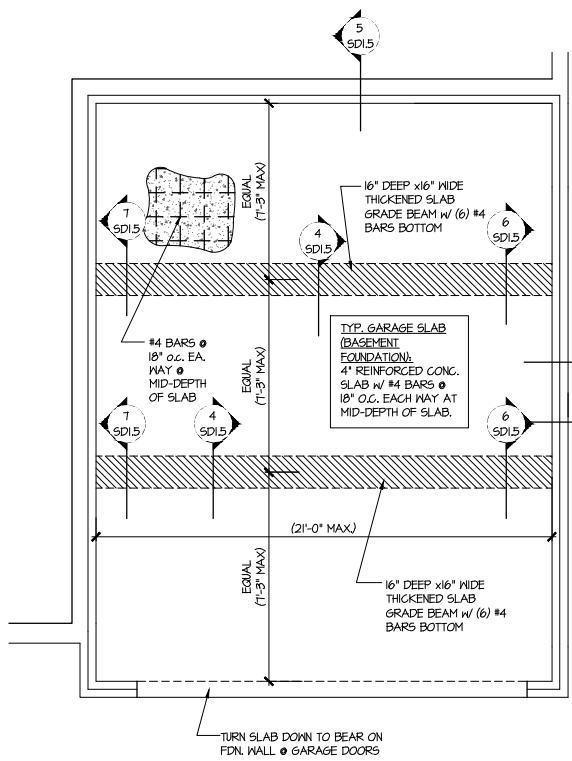 5
SD1.5
EQUAL
(7'-3" MAX)
16" DEEP x16" WIDE
THICKENED SLAB
GRADE BEAM W/ (6) #4
BARS BOTTOM
7
SD1.5
4
SD1.5
6
SD1.5
#4 BARS @
18" O.C. EA.
WAY @
MID-DEPTH
OF SLAB
EQUAL
(7'-3" MAX)
TYP. GARAGE SLAB
(BASEMENT
FOUNDATION):
4" REINFORCED CONC.
SLAB W/ #4 BARS @
18" O.C. EACH WAY AT
MID-DEPTH OF SLAB.
7
SD1.5
4
SD1.5
6
SD1.5
(21'-0" MAX.)
EQUAL
(7'-3" MAX)
16" DEEP x16" WIDE
THICKENED SLAB
GRADE BEAM W/ (6) #4
BARS BOTTOM
TURN SLAB DOWN TO BEAR ON
FDN. WALL @ GARAGE DOORS